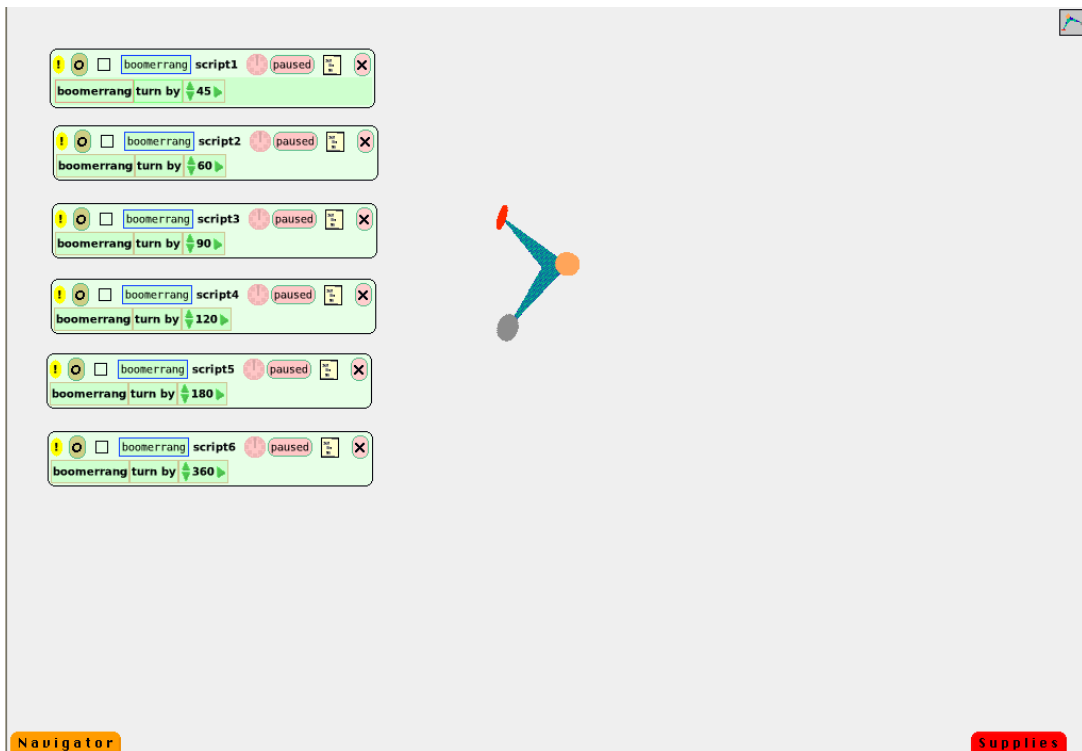 ! boomerrang script1 paused
boomerrang turn by 45
! boomerrang script2 paused
boomerrang turn by 60
! boomerrang script3 paused
boomerrang turn by 90
! boomerrang script4 paused
boomerrang turn by 120
! boomerrang script5 paused
boomerrang turn by 180
! boomerrang script6 paused
boomerrang turn by 360
Navigator
Supplies